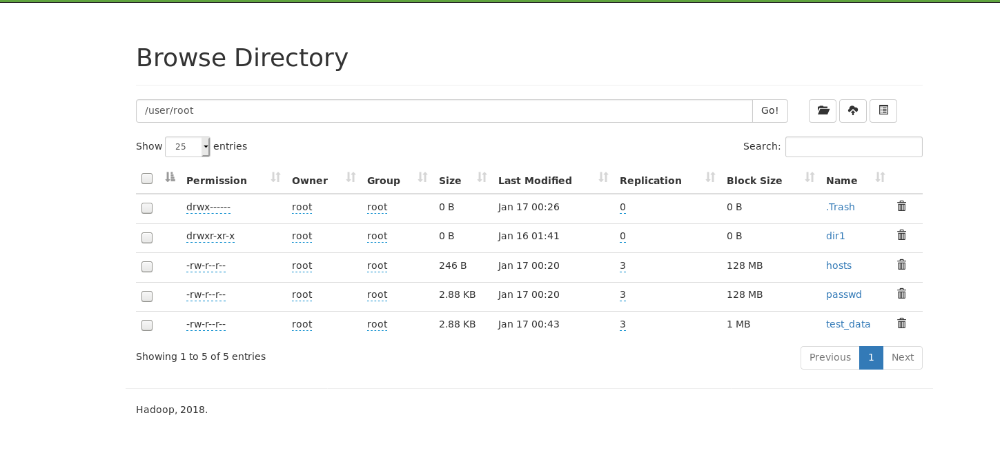 Browse Directory
/user/root Go!
Show 25 entries Search:
Permission Owner Group Size Last Modified Replication Block Size Name
drwx------ root root 0 B Jan 17 00:26 0 0 B .Trash
drwxr-xr-x root root 0 B Jan 16 01:41 0 0 B dir1
-rw-r--r-- root root 246 B Jan 17 00:20 3 128 MB hosts
-rw-r--r-- root root 2.88 KB Jan 17 00:20 3 128 MB passwd
-rw-r--r-- root root 2.88 KB Jan 17 00:43 3 1 MB test_data
Showing 1 to 5 of 5 entries Previous 1 Next
Hadoop, 2018.